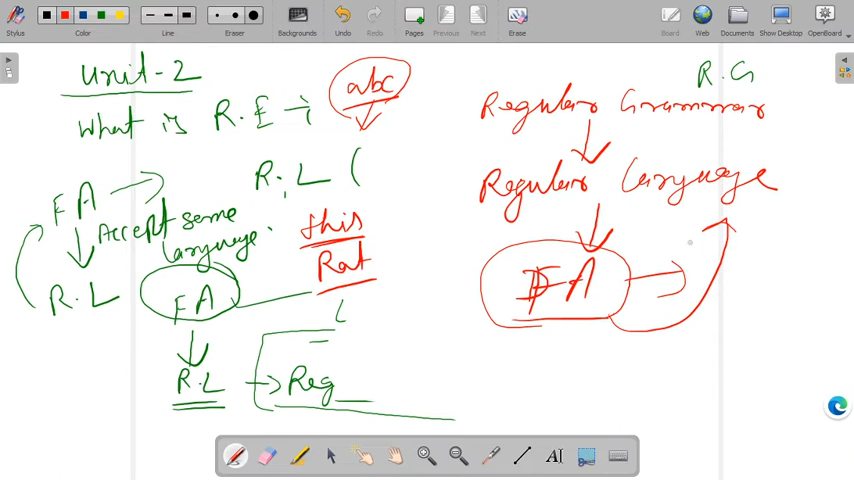 Stylus
Color
Line
Eraser
Backgrounds
Undo
Redo
Pages
Previous
Next
Erase
Board
Web
Documents
Show Desktop
OpenBoard
Unit-2
What is R.E →
abc
R.L (
FA →
Accept some
language.
R.L
this
Rat
FA
L
R.L → Reg
R.G
Regular Grammar
Regular Language
FA